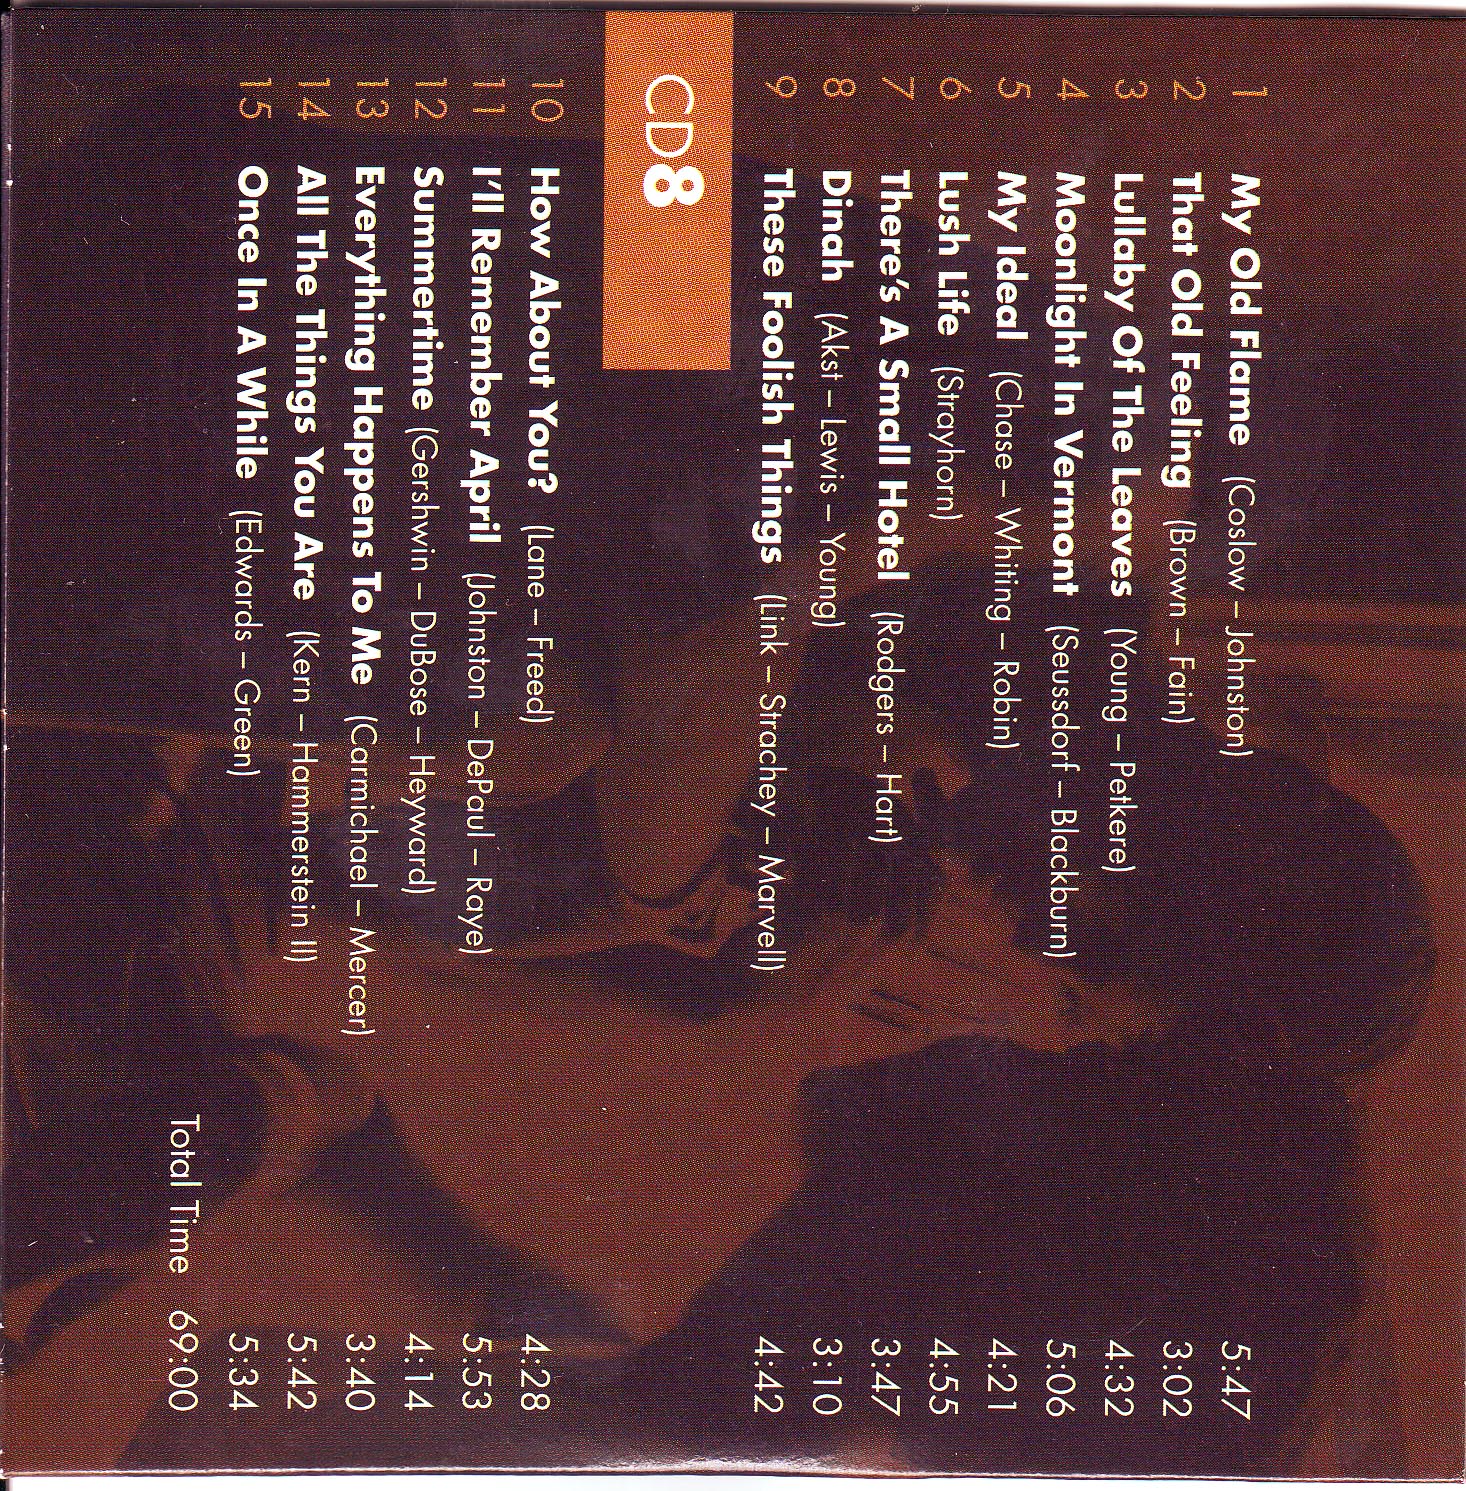 1 My Old Flame (Coslow – Johnston) 5:47
2 That Old Feeling (Brown – Fain) 3:02
3 Lullaby Of The Leaves (Young – Petkere) 4:32
4 Moonlight In Vermont (Seussdorf – Blackburn) 5:06
5 My Ideal (Chase – Whiting – Robin) 4:21
6 Lush Life (Strayhorn) 4:55
7 There's A Small Hotel (Rodgers – Hart) 3:47
8 Dinah (Akst – Lewis – Young) 3:10
9 These Foolish Things (Link – Strachey – Marvell) 4:42
CD8
10 How About You? (Lane – Freed) 4:28
11 I'll Remember April (Johnston – DePaul – Raye) 5:53
12 Summertime (Gershwin – DuBose – Heyward) 4:14
13 Everything Happens To Me (Carmichael – Mercer) 3:40
14 All The Things You Are (Kern – Hammerstein II) 5:42
15 Once In A While (Edwards – Green) 5:34
Total Time 69:00